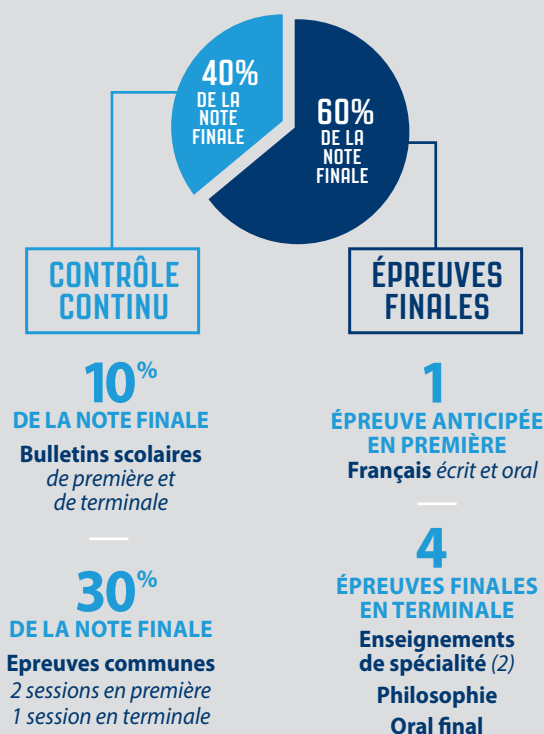 40%
DE LA
NOTE
FINALE
60%
DE LA
NOTE
FINALE
CONTRÔLE
CONTINU
10%
DE LA NOTE FINALE
Bulletins scolaires
de première et
de terminale
30%
DE LA NOTE FINALE
Epreuves communes
2 sessions en première
1 session en terminale
ÉPREUVES
FINALES
1
ÉPREUVE ANTICIPÉE
EN PREMIÈRE
Français écrit et oral
4
ÉPREUVES FINALES
EN TERMINALE
Enseignements
de spécialité (2)
Philosophie
Oral final